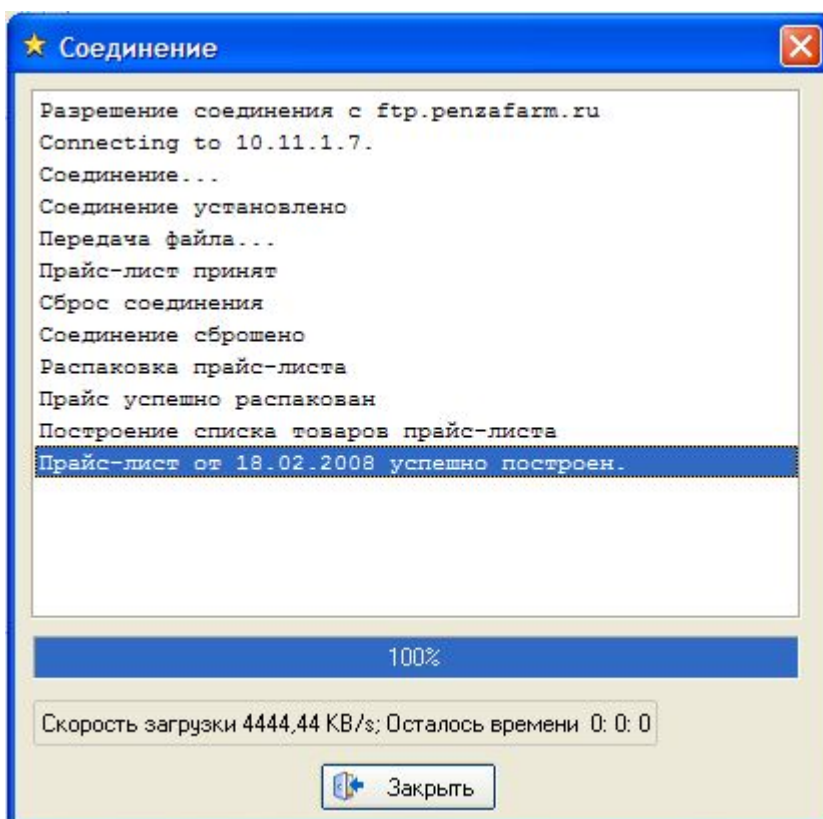 Соединение
Разрешение соединения с ftp.penzafarm.ru
Connecting to 10.11.1.7.
Соединение...
Соединение установлено
Передача файла...
Прайс-лист принят
Сброс соединения
Соединение сброшено
Распаковка прайс-листа
Прайс успешно распакован
Построение списка товаров прайс-листа
Прайс-лист от 18.02.2008 успешно построен.
100%
Скорость загрузки 4444,44 KB/s; Осталось времени 0: 0: 0
Закрыть